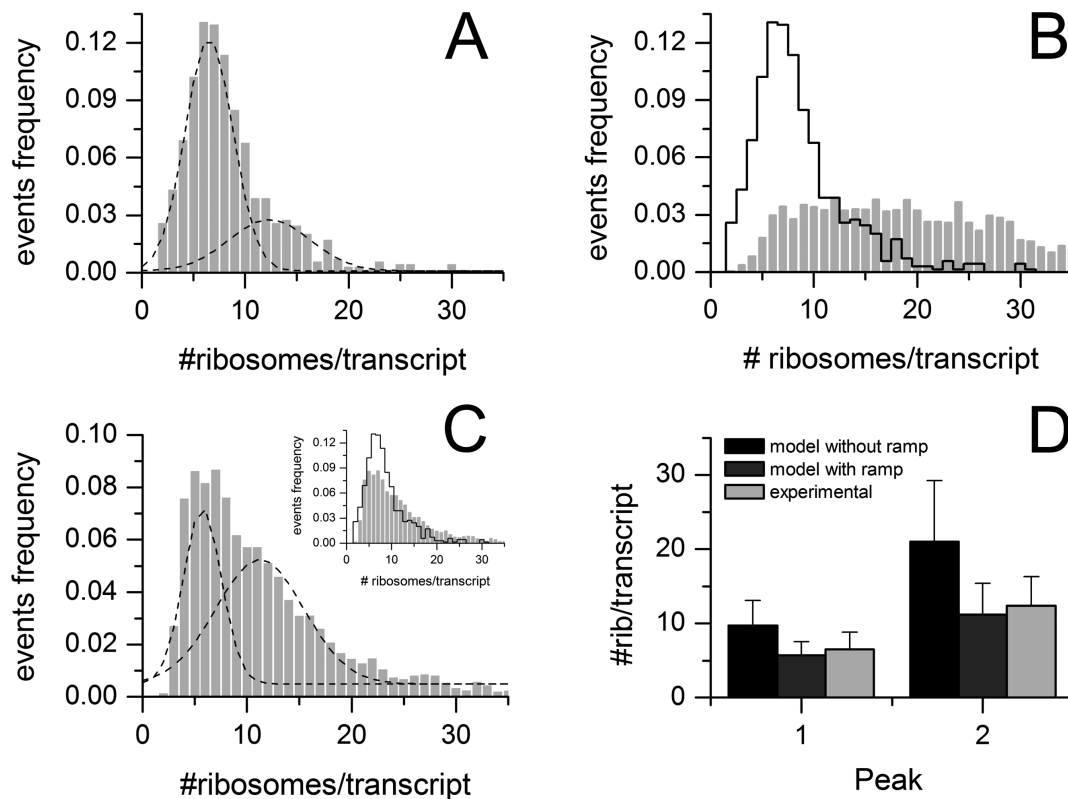 A
events frequency
0.12
0.09
0.06
0.03
0.00
0 10 20 30
#ribosomes/transcript
B
events frequency
0.12
0.09
0.06
0.03
0.00
0 10 20 30
# ribosomes/transcript
C
events frequency
0.10
0.08
0.06
0.04
0.02
0.00
0 10 20 30
#ribosomes/transcript
events frequency
0.12
0.09
0.06
0.03
0.00
0 10 20 30
# ribosomes/transcript
D
model without ramp
model with ramp
experimental
#rib/transcript
30
20
10
0
1 2
Peak